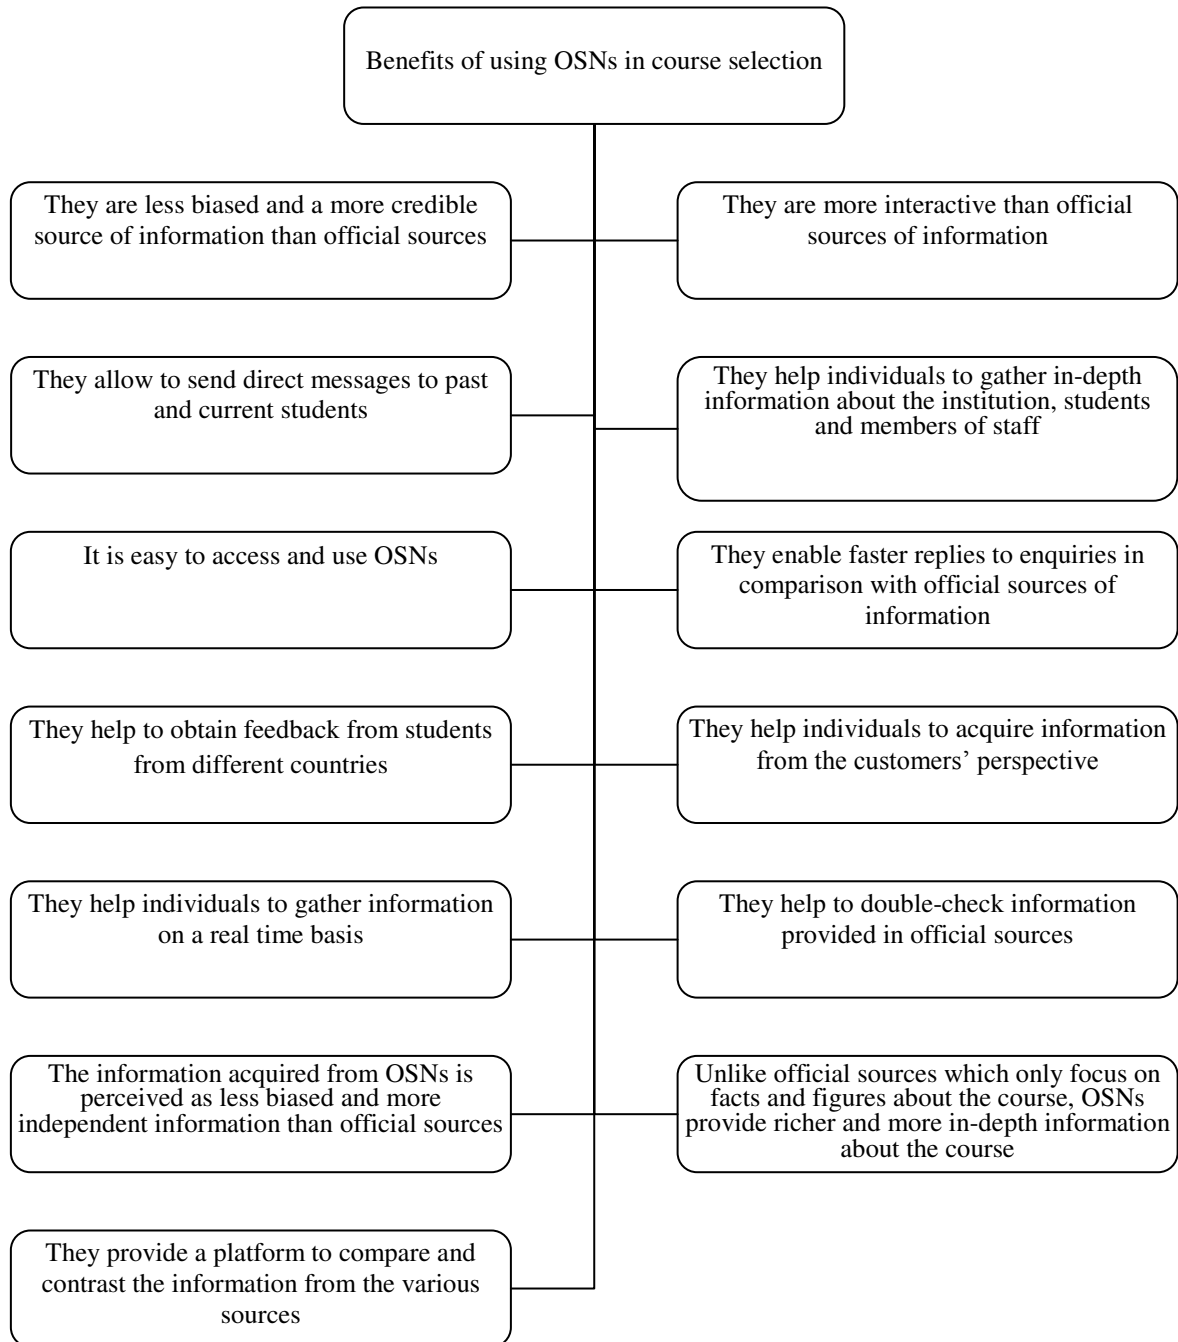 Benefits of using OSNs in course selection
They are less biased and a more credible
source of information than official sources
They are more interactive than official
sources of information
They allow to send direct messages to past
and current students
They help individuals to gather in-depth
information about the institution, students
and members of staff
It is easy to access and use OSNs
They enable faster replies to enquiries in
comparison with official sources of
information
They help to obtain feedback from students
from different countries
They help individuals to acquire information
from the customers’ perspective
They help individuals to gather information
on a real time basis
They help to double-check information
provided in official sources
The information acquired from OSNs is
perceived as less biased and more
independent information than official sources
Unlike official sources which only focus on
facts and figures about the course, OSNs
provide richer and more in-depth information
about the course
They provide a platform to compare and
contrast the information from the various
sources